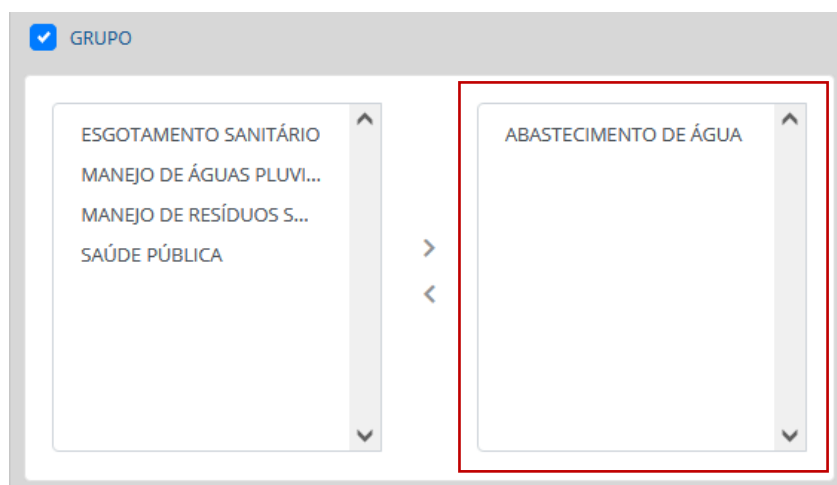 GRUPO
ESGOTAMENTO SANITÁRIO
MANEJO DE ÁGUAS PLUVI...
MANEJO DE RESÍDUOS S...
SAÚDE PÚBLICA
ABASTECIMENTO DE ÁGUA